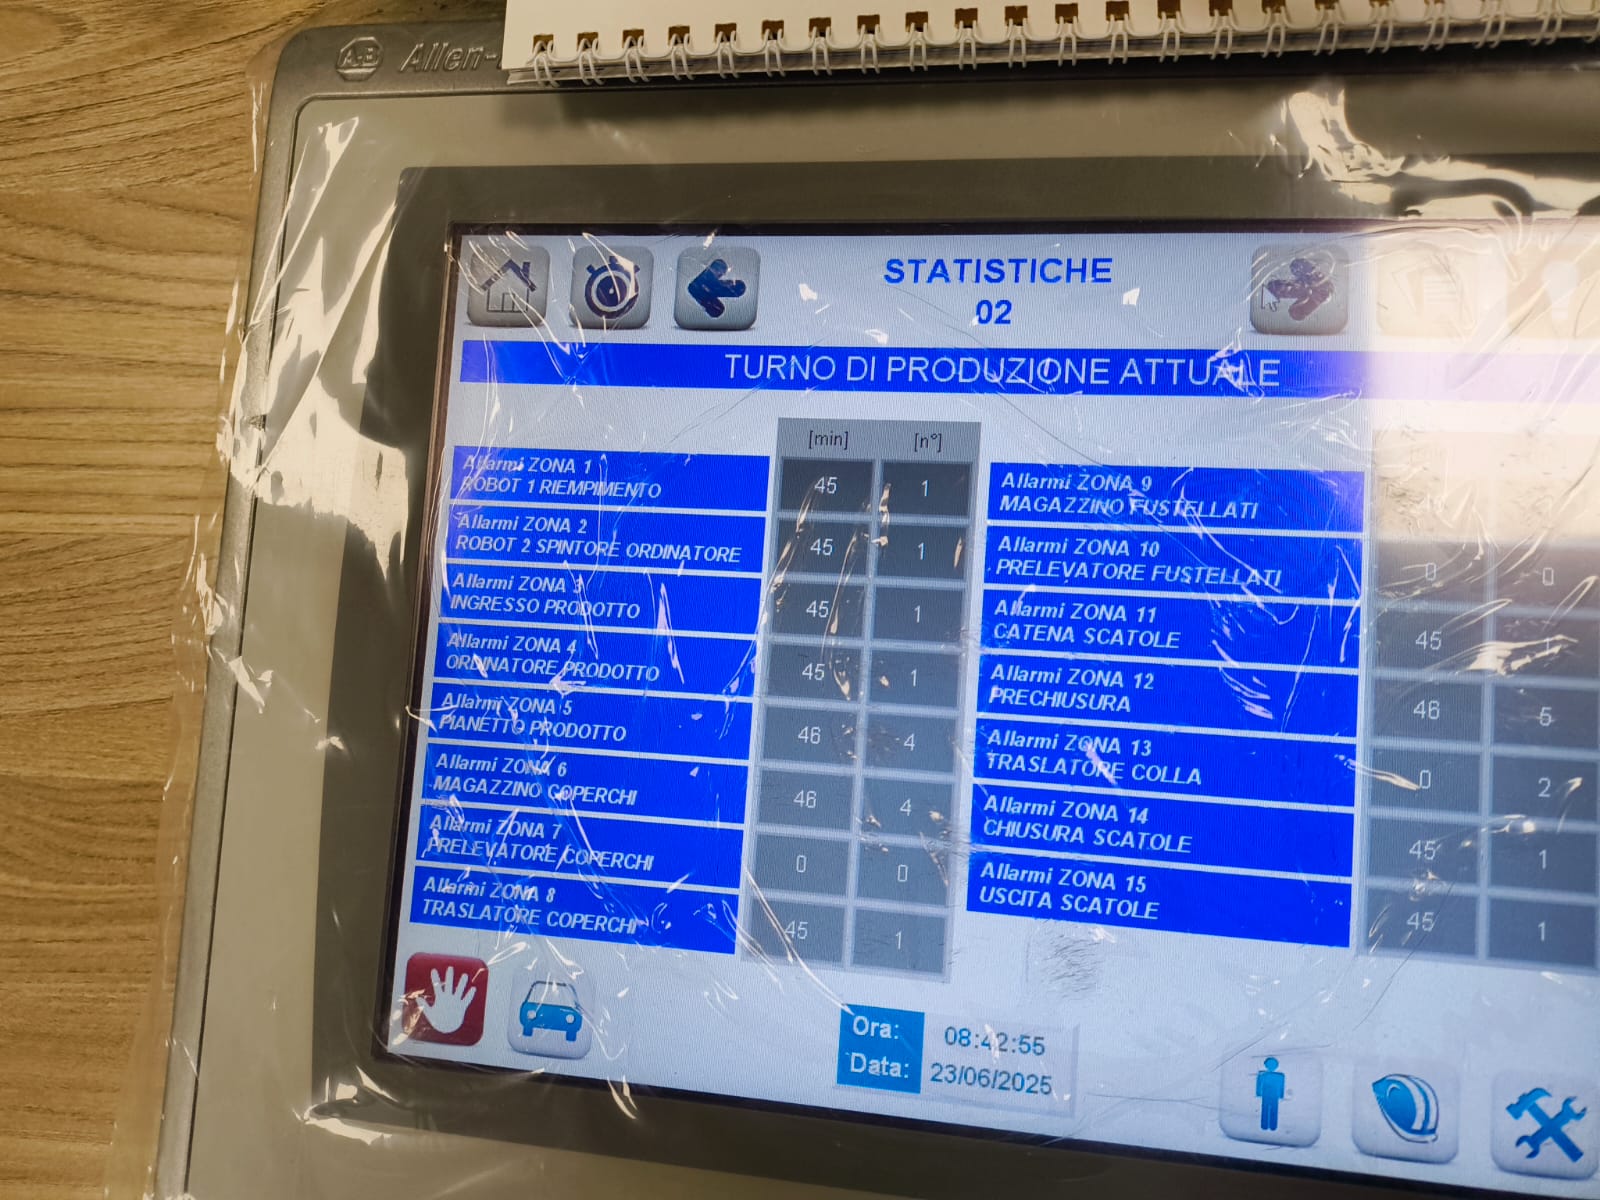 A-B Allen-
STATISTICHE
02
TURNO DI PRODUZIONE ATTUALE
[min] [n°]
Allarmi ZONA 1
ROBOT 1 RIEMPIMENTO
45 1
Allarmi ZONA 2
ROBOT 2 SPINTORE ORDINATORE
45 1
Allarmi ZONA 3
INGRESSO PRODOTTO
45 1
Allarmi ZONA 4
ORDINATORE PRODOTTO
45 1
Allarmi ZONA 5
PIANETTO PRODOTTO
46 4
Allarmi ZONA 6
MAGAZZINO COPERCHI
46 4
Allarmi ZONA 7
PRELEVATORE COPERCHI
0 0
Allarmi ZONA 8
TRASLATORE COPERCHI
45 1
Allarmi ZONA 9
MAGAZZINO FUSTELLATI
Allarmi ZONA 10
PRELEVATORE FUSTELLATI
0 0
Allarmi ZONA 11
CATENA SCATOLE
45 1
Allarmi ZONA 12
PRECHIUSURA
46 5
Allarmi ZONA 13
TRASLATORE COLLA
0 2
Allarmi ZONA 14
CHIUSURA SCATOLE
45 1
Allarmi ZONA 15
USCITA SCATOLE
45 1
Ora: 08:42:55
Data: 23/06/2025